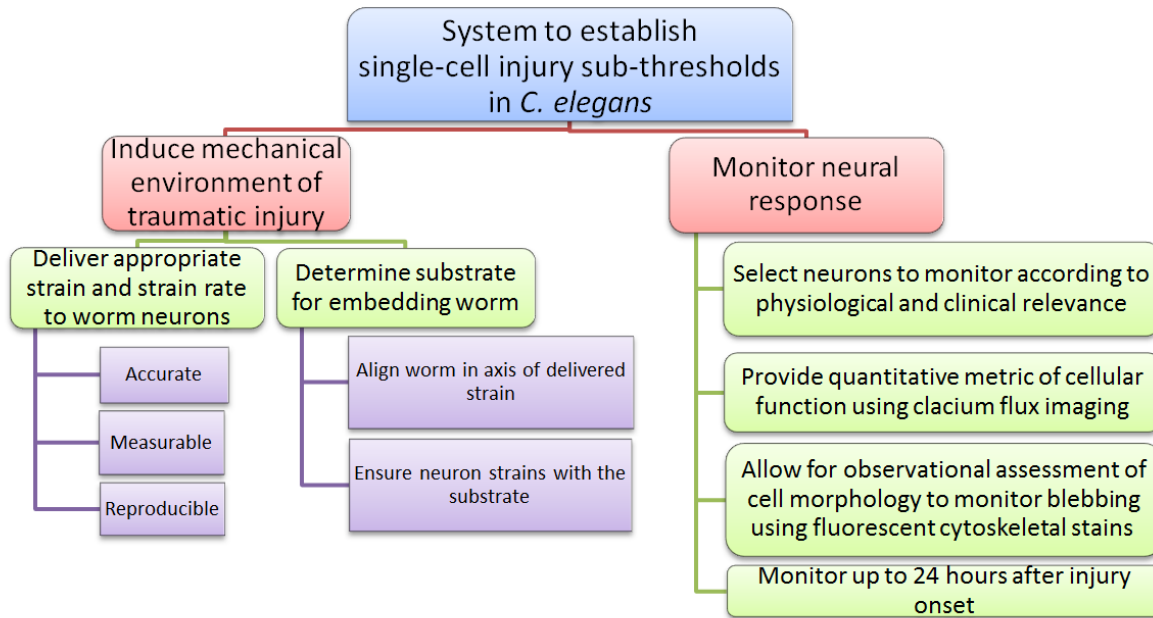 System to establish
single-cell injury sub-thresholds
in C. elegans
Induce mechanical
environment of
traumatic injury
Monitor neural
response
Deliver appropriate
strain and strain rate
to worm neurons
Accurate
Measurable
Reproducible
Determine substrate
for embedding worm
Align worm in axis of delivered
strain
Ensure neuron strains with the
substrate
Select neurons to monitor according to
physiological and clinical relevance
Provide quantitative metric of cellular
function using clacium flux imaging
Allow for observational assessment of
cell morphology to monitor blebbing
using fluorescent cytoskeletal stains
Monitor up to 24 hours after injury
onset